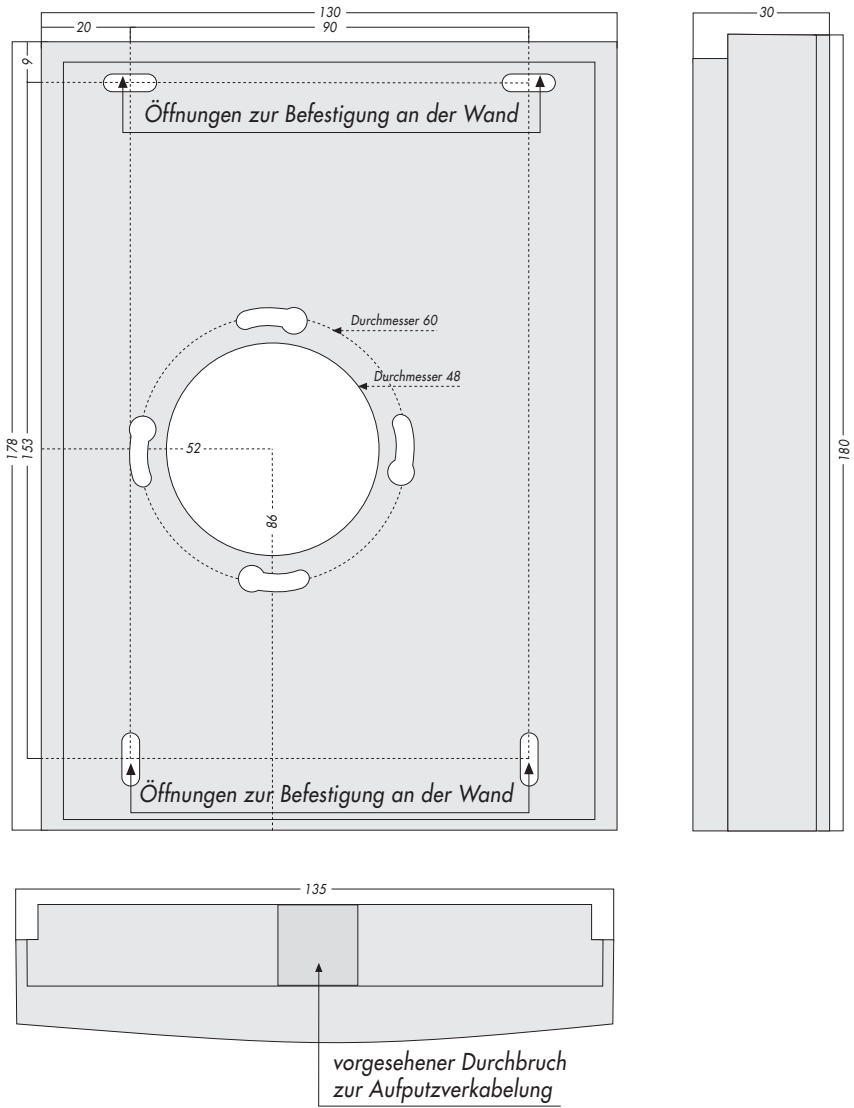 130
30
20
90
9
Öffnungen zur Befestigung an der Wand
Durchmesser 60
Durchmesser 48
178
153
52
180
86
Öffnungen zur Befestigung an der Wand
135
vorgesehener Durchbruch
zur Aufputzverkabelung